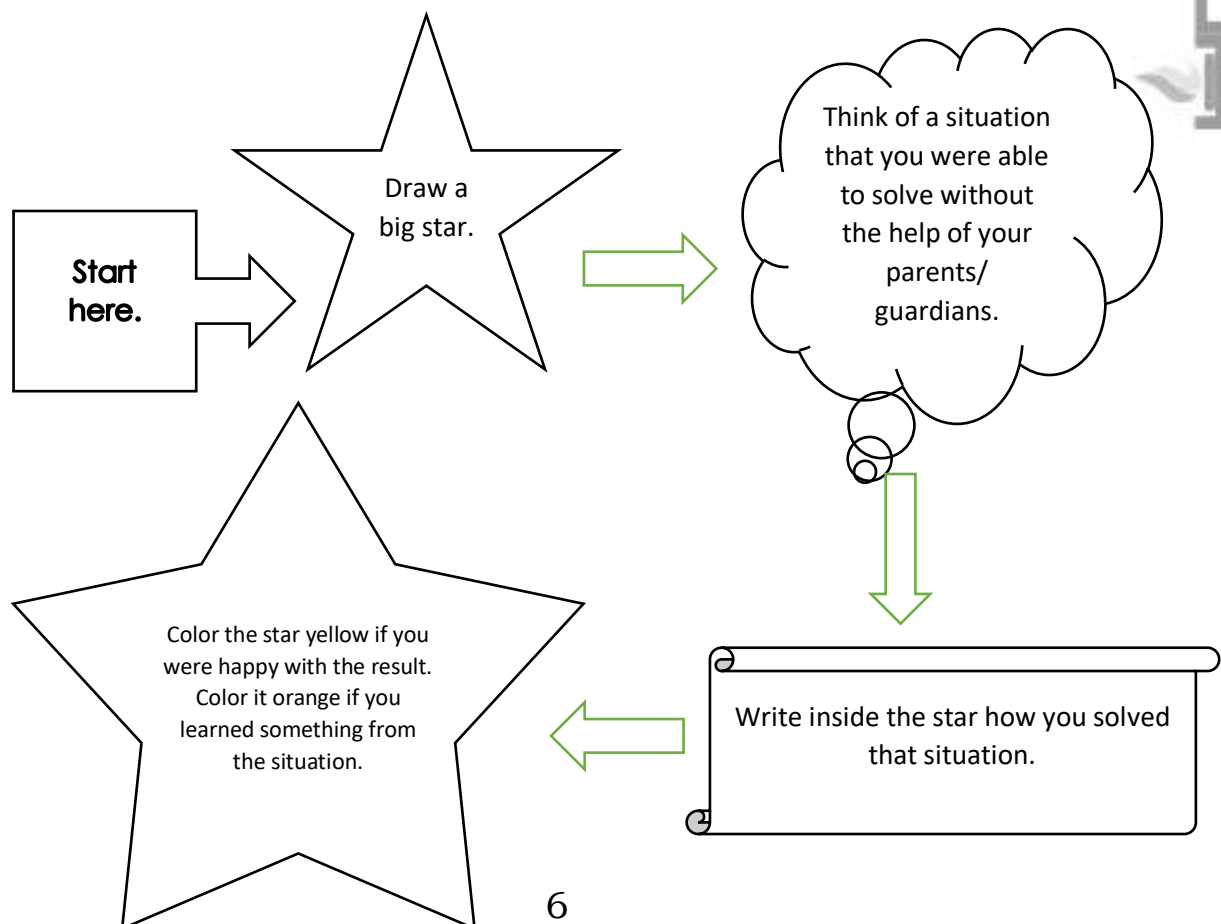 Start
here.
Draw a
big star.
Think of a situation
that you were able
to solve without
the help of your
parents/
guardians.
Write inside the star how you solved
that situation.
Color the star yellow if you
were happy with the result.
Color it orange if you
learned something from
the situation.
6